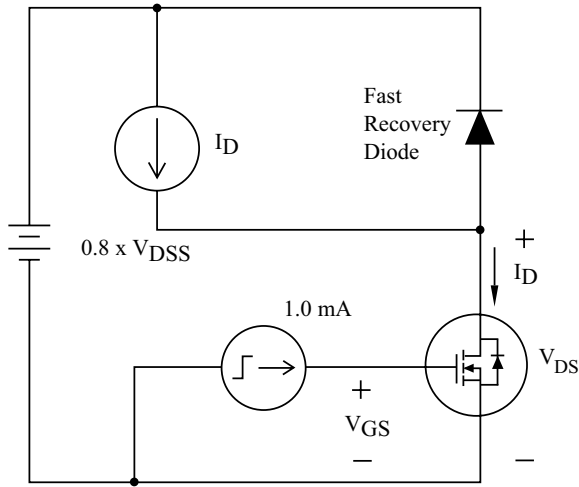 Fast
Recovery
Diode
I_D
+
I_D
0.8 x V_DSS
1.0 mA
V_DS
+
V_GS
−
−